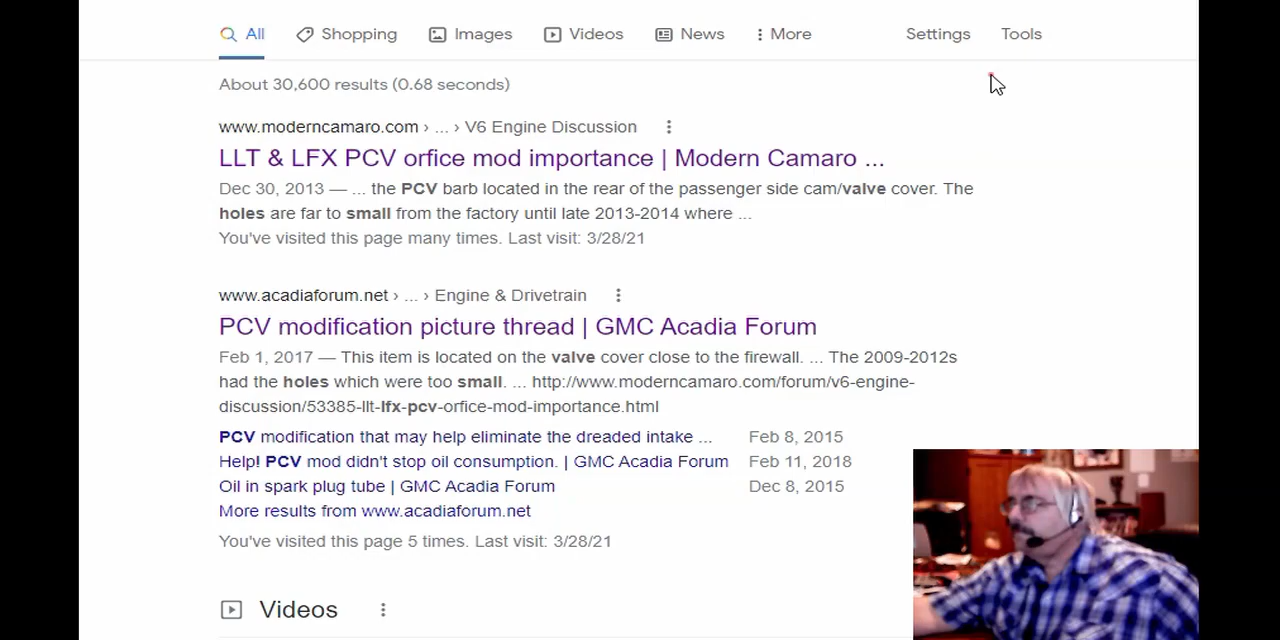 All Shopping Images Videos News More Settings Tools
About 30,600 results (0.68 seconds)
www.moderncamaro.com › ... › V6 Engine Discussion
LLT & LFX PCV orfice mod importance | Modern Camaro ...
Dec 30, 2013 — ... the PCV barb located in the rear of the passenger side cam/valve cover. The
holes are far to small from the factory until late 2013-2014 where ...
You've visited this page many times. Last visit: 3/28/21
www.acadiaforum.net › ... › Engine & Drivetrain
PCV modification picture thread | GMC Acadia Forum
Feb 1, 2017 — This item is located on the valve cover close to the firewall. ... The 2009-2012s
had the holes which were too small. ... http://www.moderncamaro.com/forum/v6-engine-
discussion/53385-llt-lfx-pcv-orfice-mod-importance.html
PCV modification that may help eliminate the dreaded intake ... Feb 8, 2015
Help! PCV mod didn't stop oil consumption. | GMC Acadia Forum Feb 11, 2018
Oil in spark plug tube | GMC Acadia Forum Dec 8, 2015
More results from www.acadiaforum.net
You've visited this page 5 times. Last visit: 3/28/21
Videos